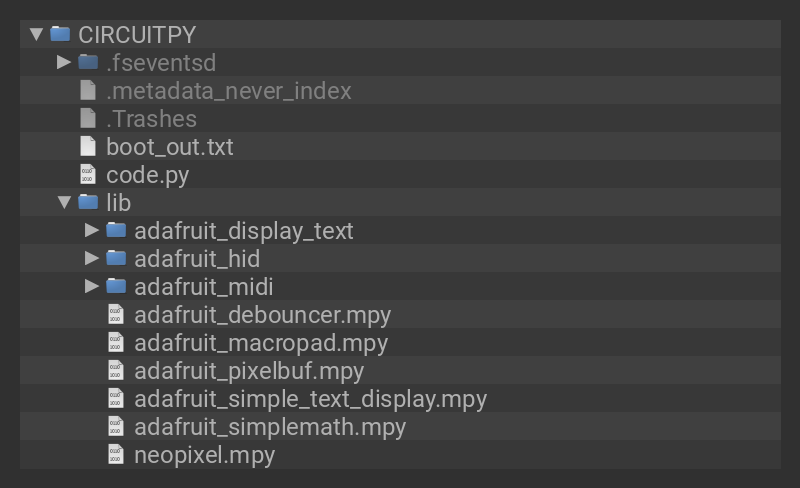 CIRCUITPY
.fseventsd
.metadata_never_index
.Trashes
boot_out.txt
code.py
lib
adafruit_display_text
adafruit_hid
adafruit_midi
adafruit_debouncer.mpy
adafruit_macropad.mpy
adafruit_pixelbuf.mpy
adafruit_simple_text_display.mpy
adafruit_simplemath.mpy
neopixel.mpy